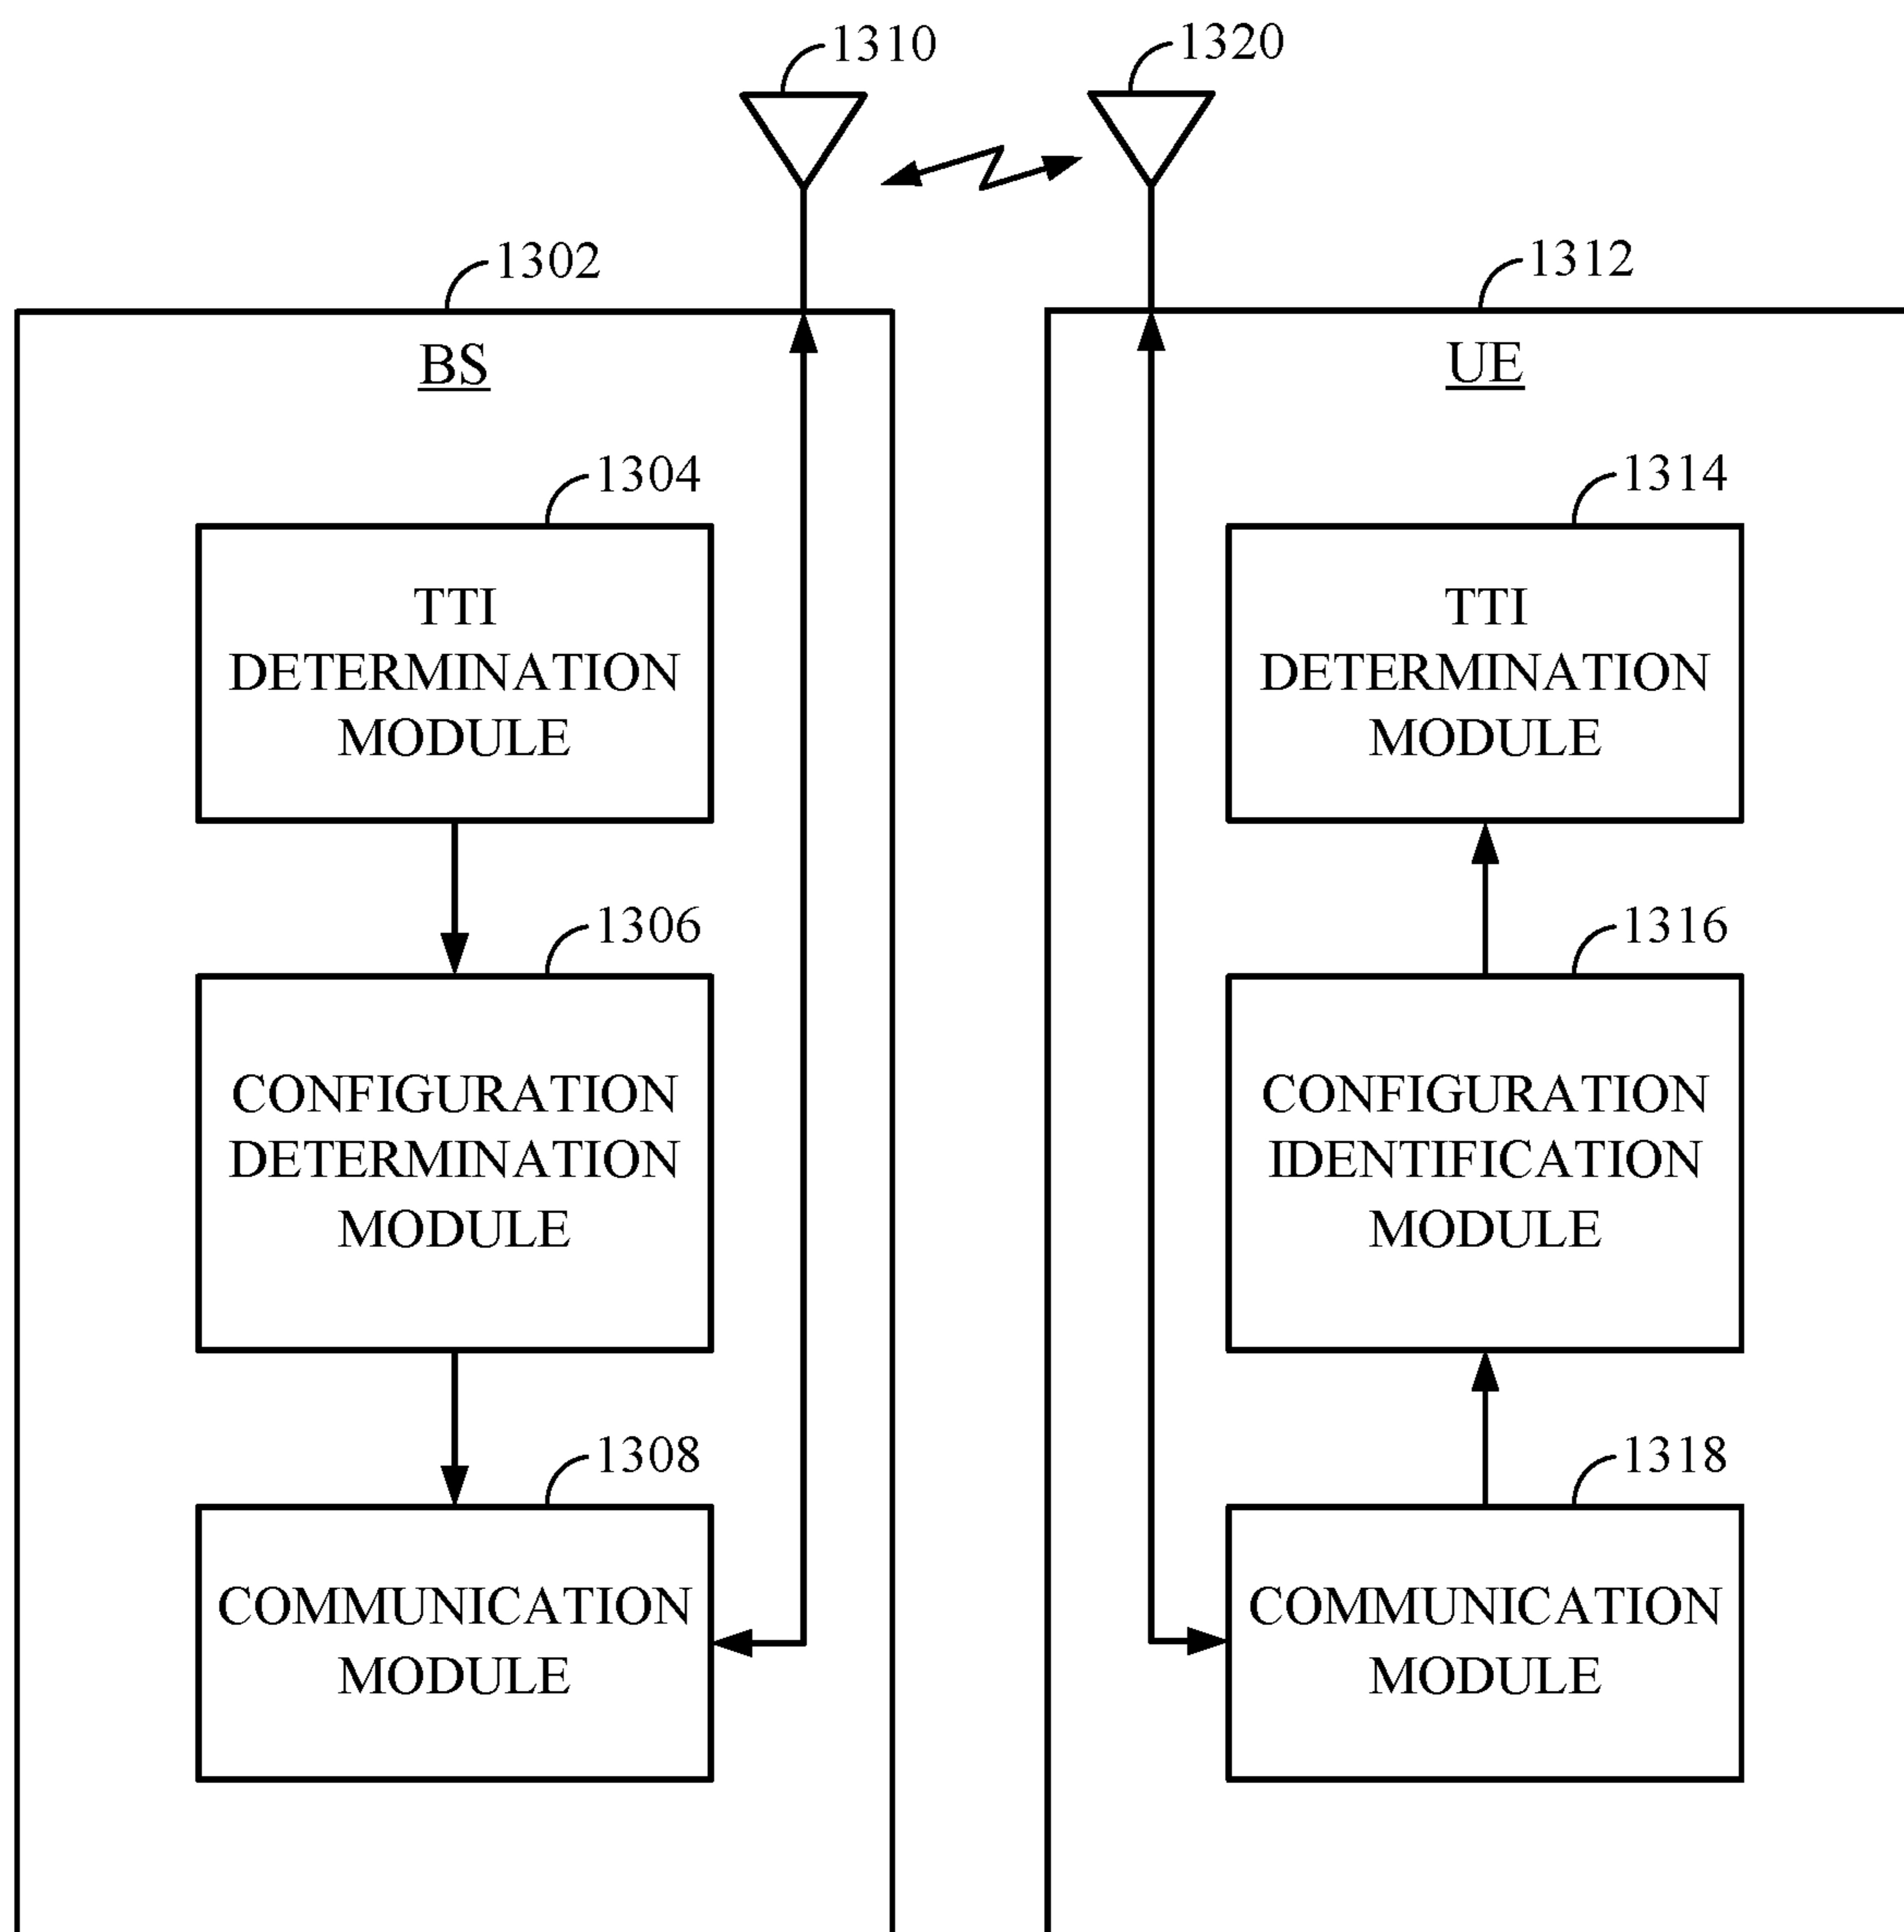 1310
1320
1302
1312
BS
UE
1304
TTI
DETERMINATION
MODULE
1306
CONFIGURATION
DETERMINATION
MODULE
1308
COMMUNICATION
MODULE
1314
TTI
DETERMINATION
MODULE
1316
CONFIGURATION
IDENTIFICATION
MODULE
1318
COMMUNICATION
MODULE